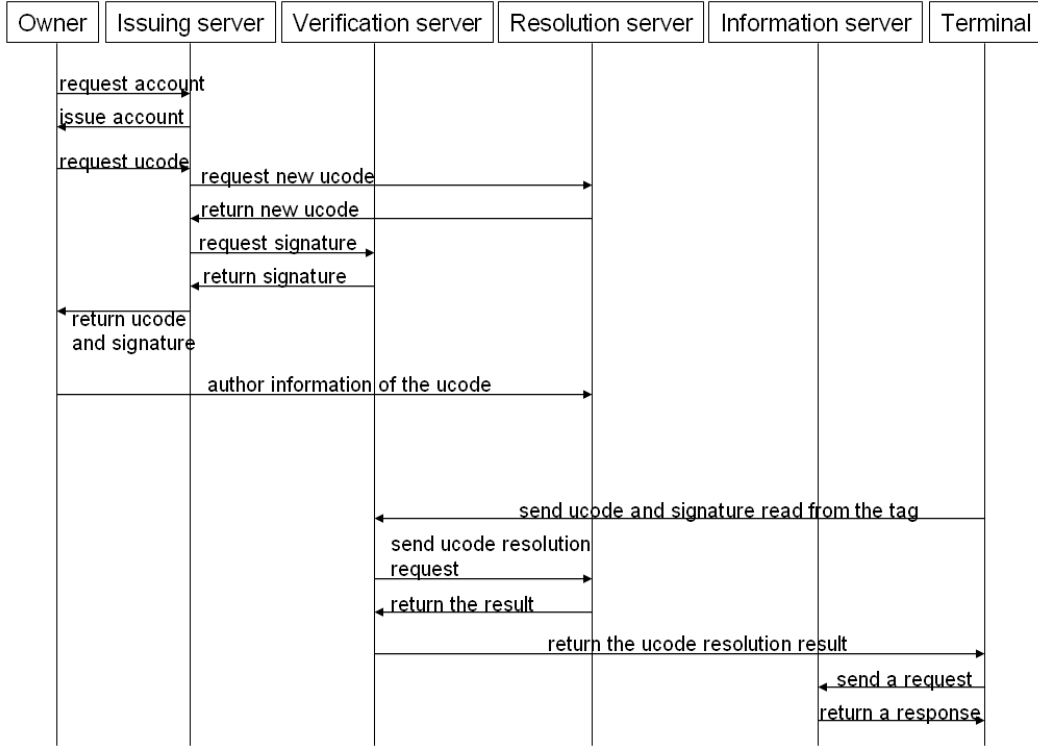 Owner
Issuing server
Verification server
Resolution server
Information server
Terminal
request account
issue account
request ucode
request new ucode
return new ucode
request signature
return signature
return ucode
and signature
author information of the ucode
send ucode and signature read from the tag
send ucode resolution
request
return the result
return the ucode resolution result
send a request
return a response